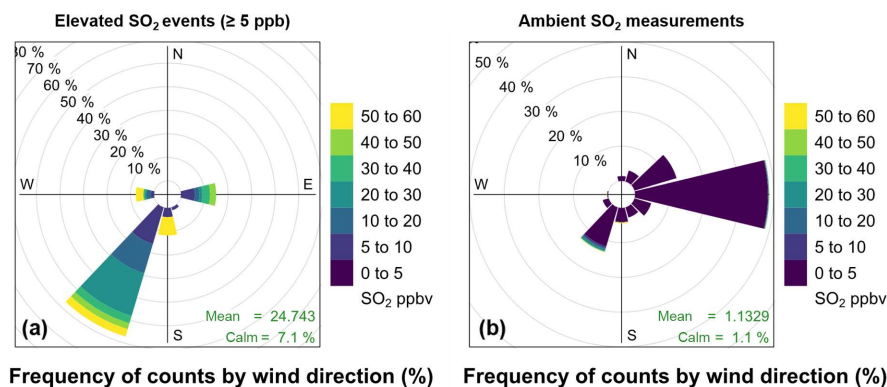 Elevated SO₂ events (≥ 5 ppb)
N
80 %
70 %
60 %
50 %
40 %
30 %
20 %
10 %
W
E
S
(a)
Mean = 24.743
Calm = 7.1 %
50 to 60
40 to 50
30 to 40
20 to 30
10 to 20
5 to 10
0 to 5
SO₂ ppbv
Frequency of counts by wind direction (%)
Ambient SO₂ measurements
N
50 %
40 %
30 %
20 %
10 %
W
E
S
(b)
Mean = 1.1329
Calm = 1.1 %
50 to 60
40 to 50
30 to 40
20 to 30
10 to 20
5 to 10
0 to 5
SO₂ ppbv
Frequency of counts by wind direction (%)